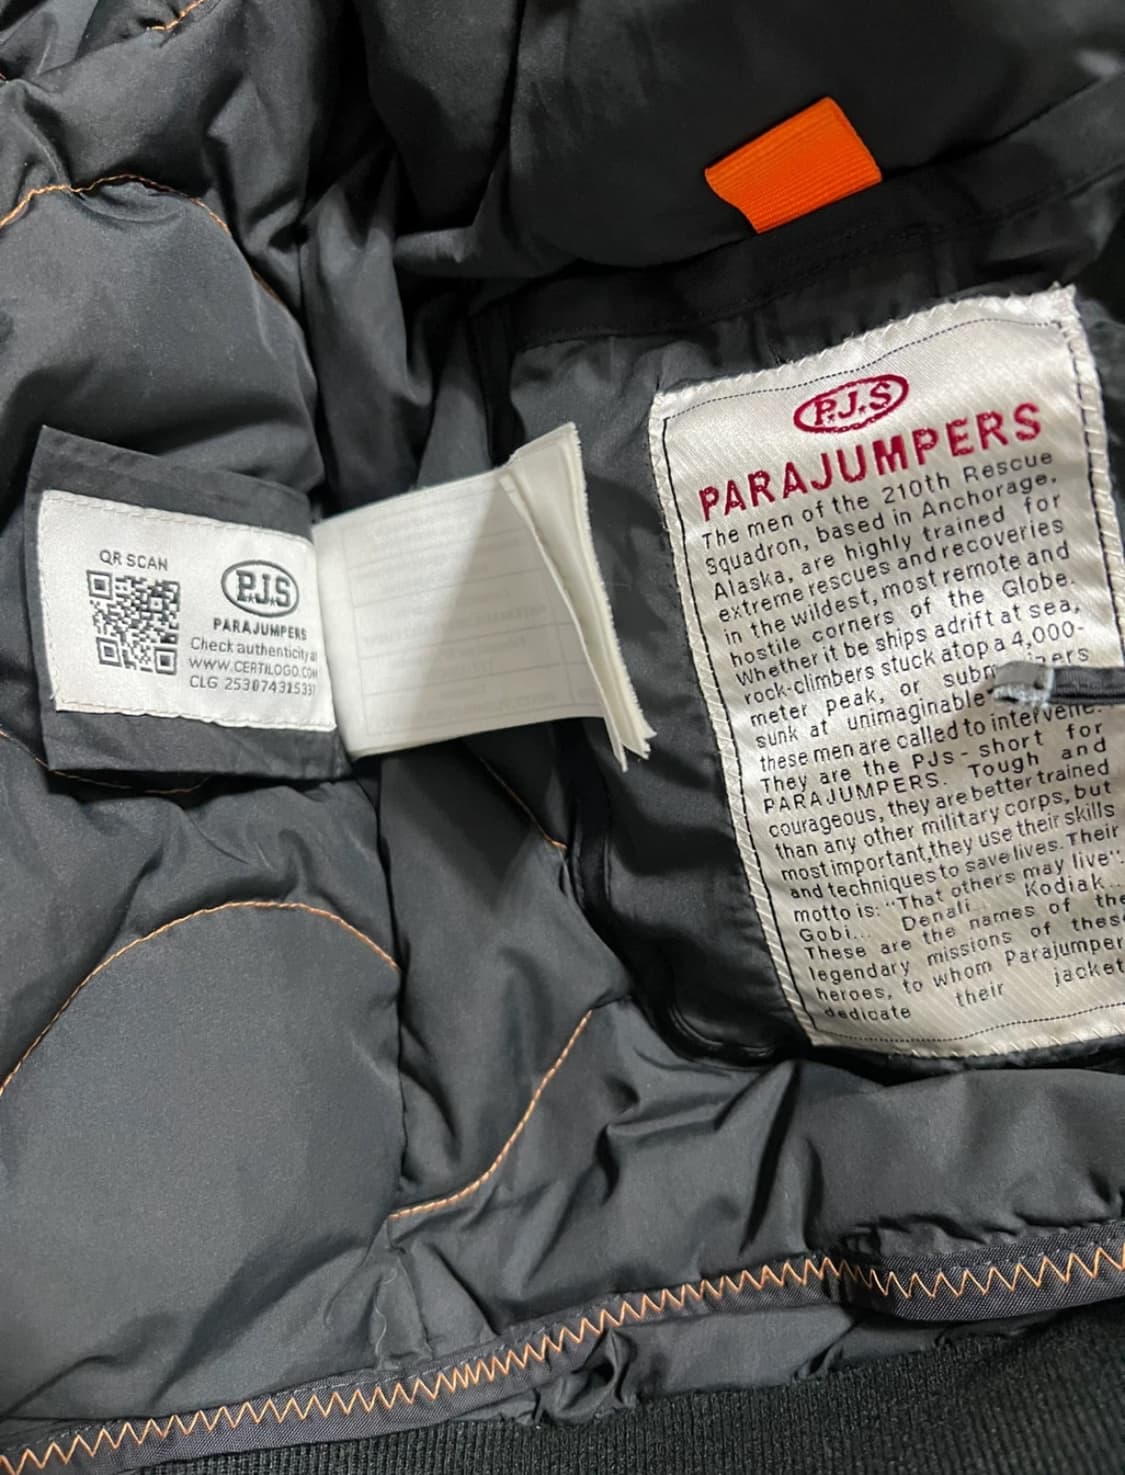 QR SCAN
P.J.S
PARAJUMPERS
Check authenticity at
WWW.CERTILOGO.COM
CLG 25307431533
P.J.S
PARAJUMPERS
The men of the 210th Rescue
Squadron, based in Anchorage,
Alaska, are highly trained for
extreme rescues and recoveries
in the wildest, most remote and
hostile corners of the Globe.
Whether it be ships adrift at sea,
rock-climbers stuck atop a 4,000-
meter peak, or
sunk at unimaginable
these men are called to intervene.
They are the PJs - short for
PARAJUMPERS. Tough and
courageous, they are better trained
than any other military corps, but
most important, they use their skills
and techniques to save lives. Their
motto is: "That others may live".
Gobi... Denali... Kodiak...
These are the names of the
legendary missions of these
heroes, to whom Parajumper
dedicate their jacket